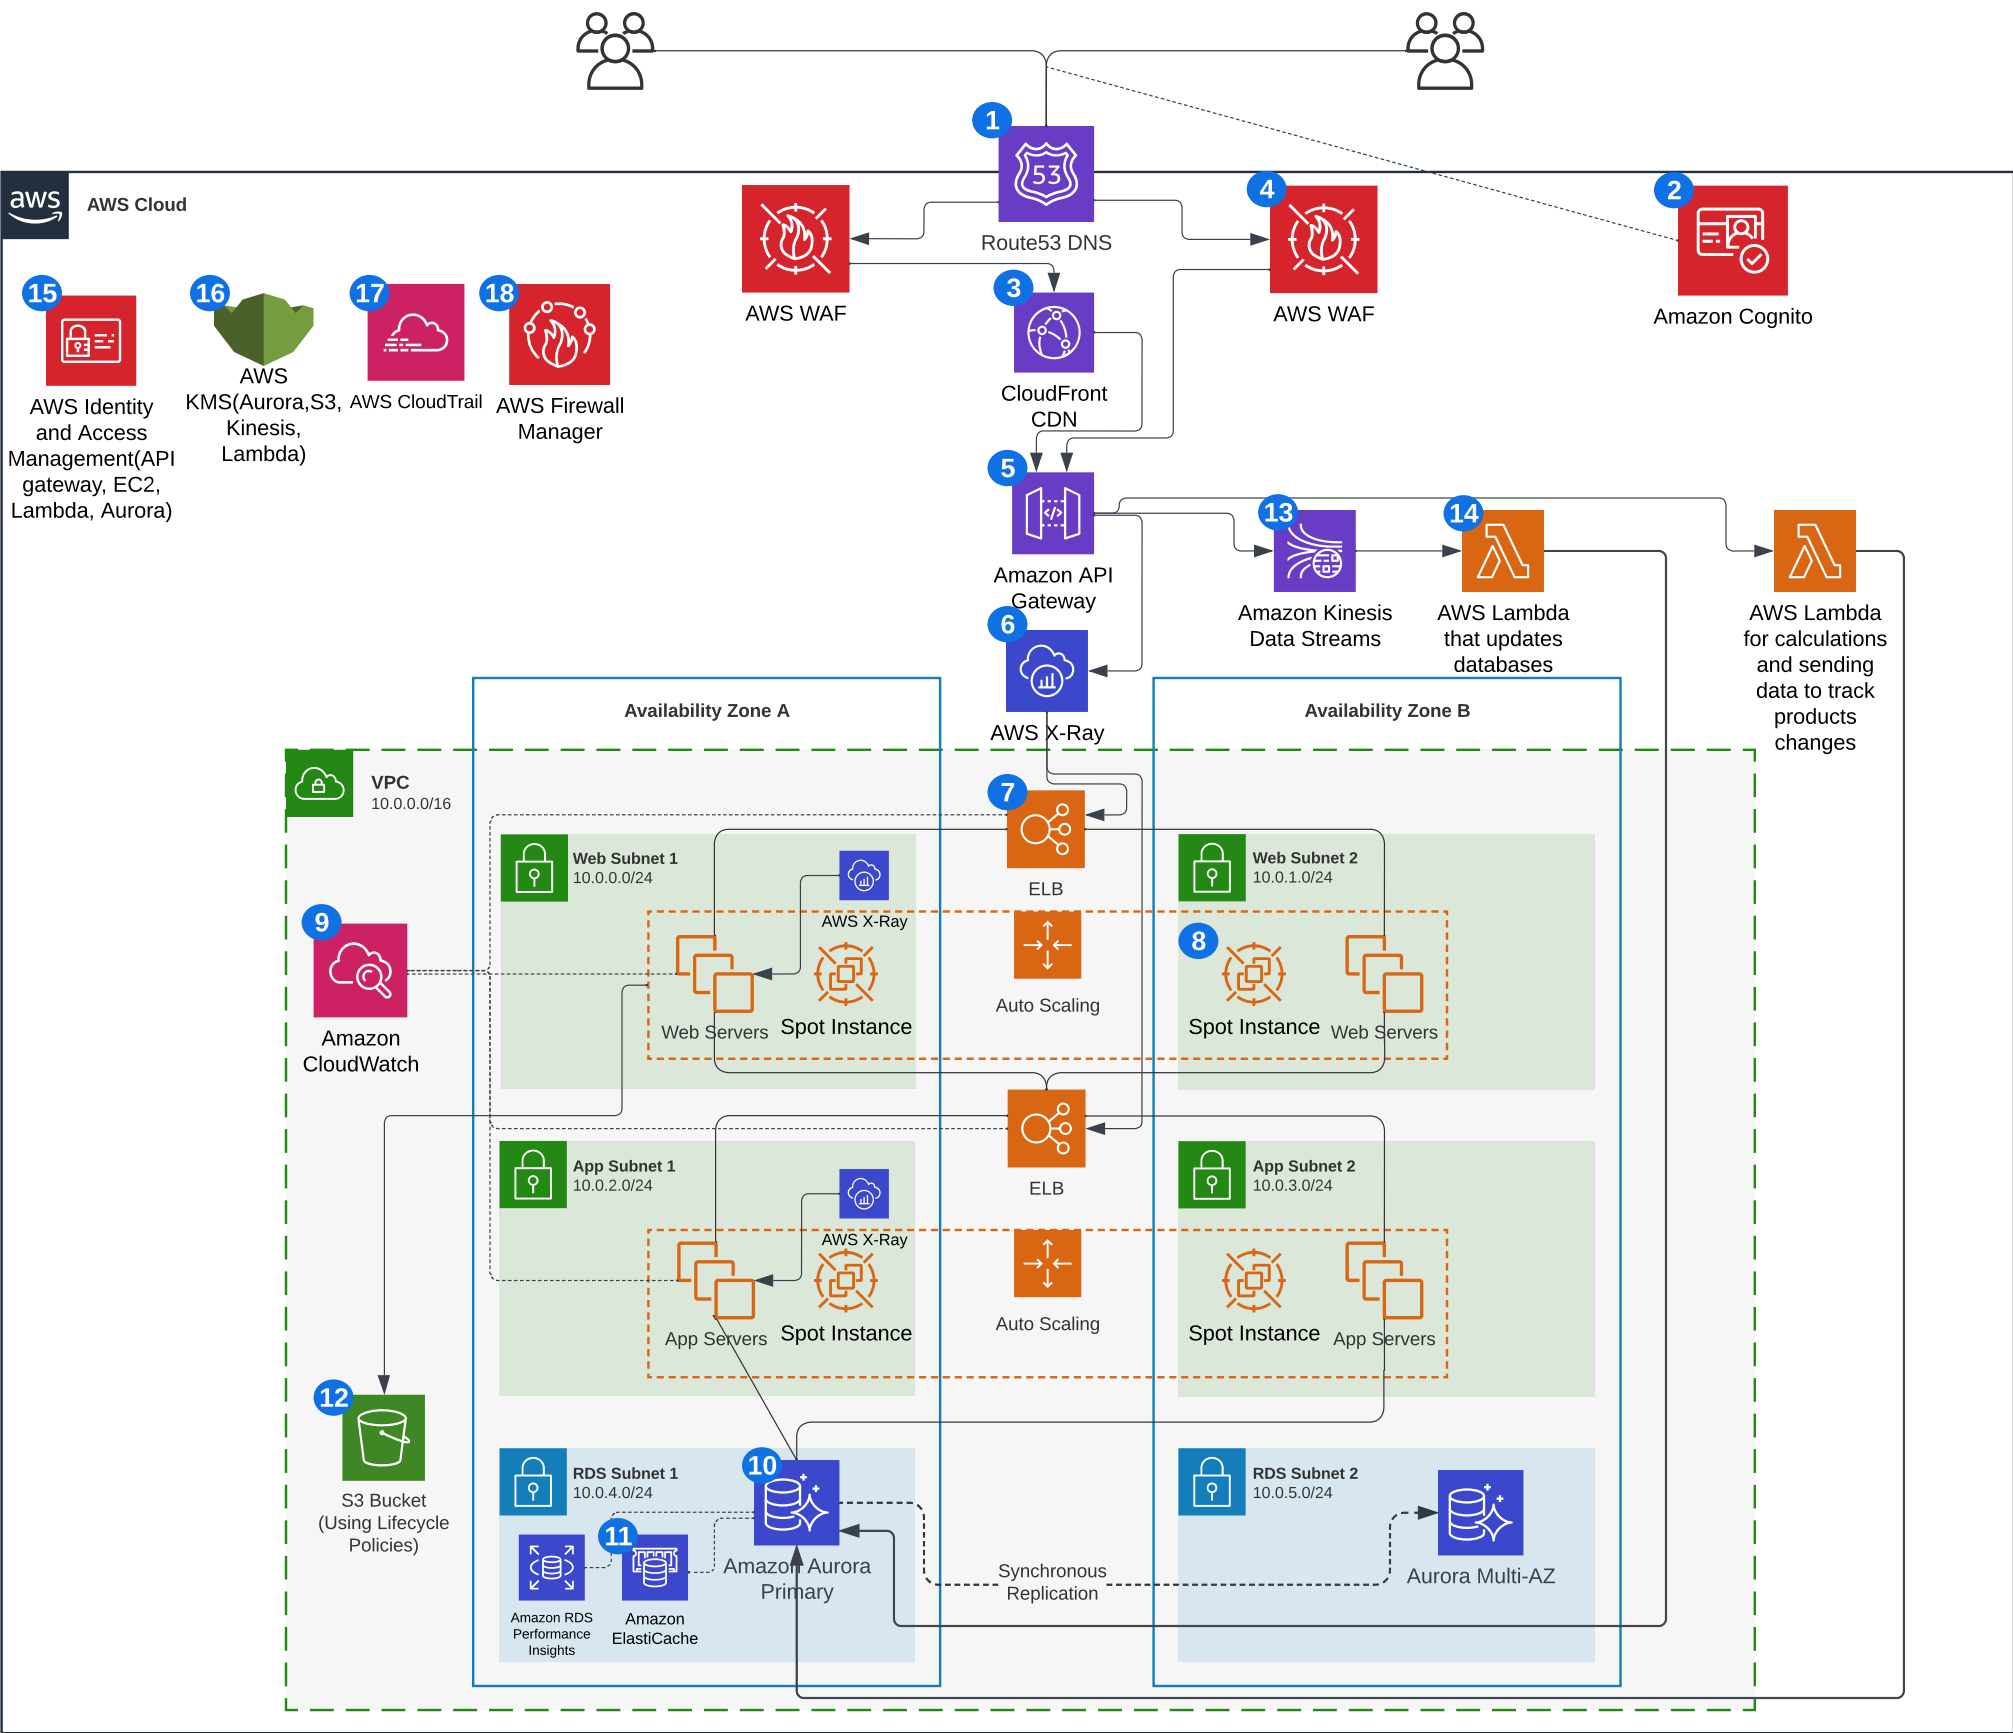 1
53
Route53 DNS
aws
AWS Cloud
AWS WAF
4
AWS WAF
2
Amazon Cognito
15
AWS Identity
and Access
Management(API
gateway, EC2,
Lambda, Aurora)
16
AWS
KMS(Aurora,S3,
Kinesis,
Lambda)
17
AWS CloudTrail
18
AWS Firewall
Manager
3
CloudFront
CDN
5
Amazon API
Gateway
13
Amazon Kinesis
Data Streams
14
AWS Lambda
that updates
databases
AWS Lambda
for calculations
and sending
data to track
products
changes
6
AWS X-Ray
Availability Zone A
Availability Zone B
VPC
10.0.0.0/16
7
ELB
Web Subnet 1
10.0.0.0/24
AWS X-Ray
Web Subnet 2
10.0.1.0/24
9
Amazon
CloudWatch
Web Servers
Spot Instance
Auto Scaling
8
Spot Instance
Web Servers
ELB
App Subnet 1
10.0.2.0/24
AWS X-Ray
App Subnet 2
10.0.3.0/24
App Servers
Spot Instance
Auto Scaling
Spot Instance
App Servers
12
S3 Bucket
(Using Lifecycle
Policies)
RDS Subnet 1
10.0.4.0/24
10
Amazon Aurora
Primary
11
Amazon RDS
Performance
Insights
Amazon
ElastiCache
Synchronous
Replication
RDS Subnet 2
10.0.5.0/24
Aurora Multi-AZ